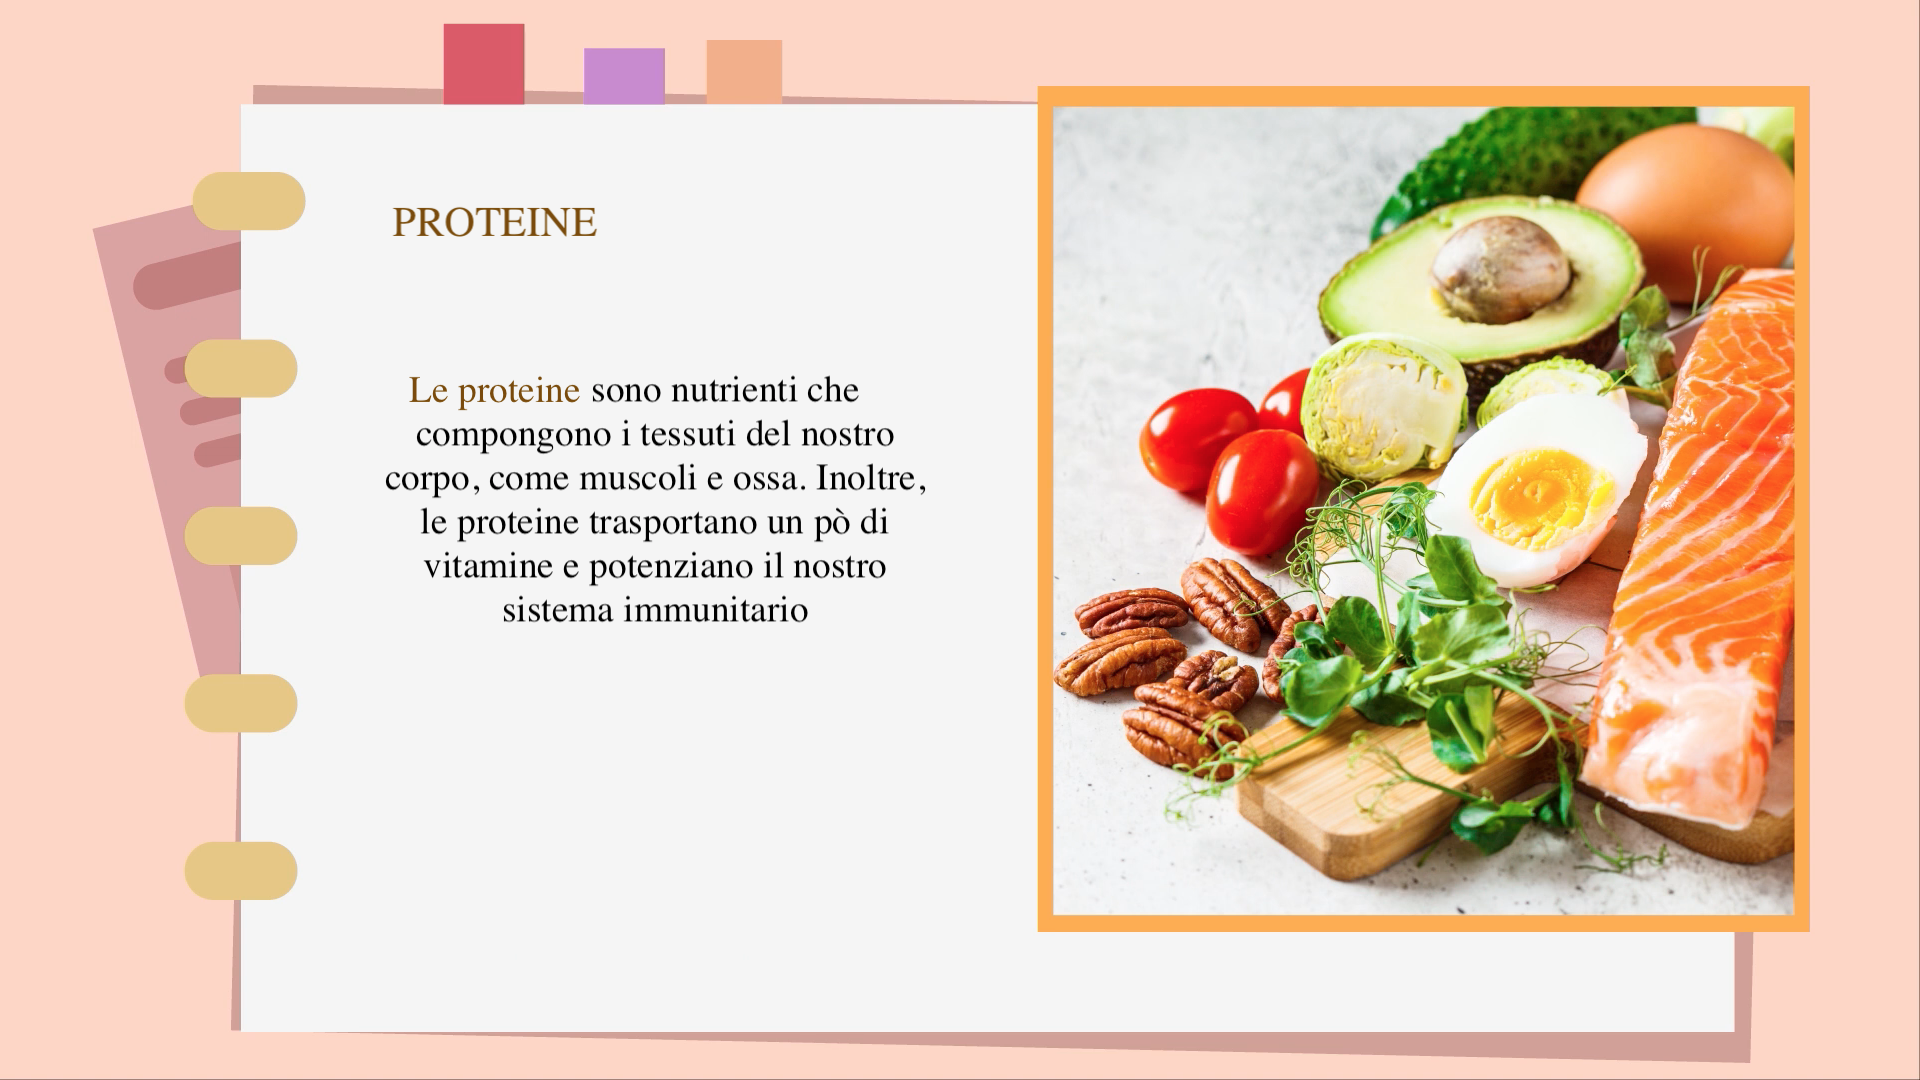 PROTEINE
Le proteine sono nutrienti che
compongono i tessuti del nostro
corpo, come muscoli e ossa. Inoltre,
le proteine trasportano un pò di
vitamine e potenziano il nostro
sistema immunitario